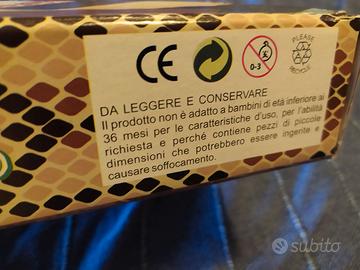 CE
0-3
PLEASE
RECYCLE
DA LEGGERE E CONSERVARE
Il prodotto non è adatto a bambini di età inferiore ai
36 mesi per le caratteristiche d'uso, per l'abilità
richiesta e perché contiene pezzi di piccole
dimensioni che potrebbero essere ingerite e
causare soffocamento.
subito